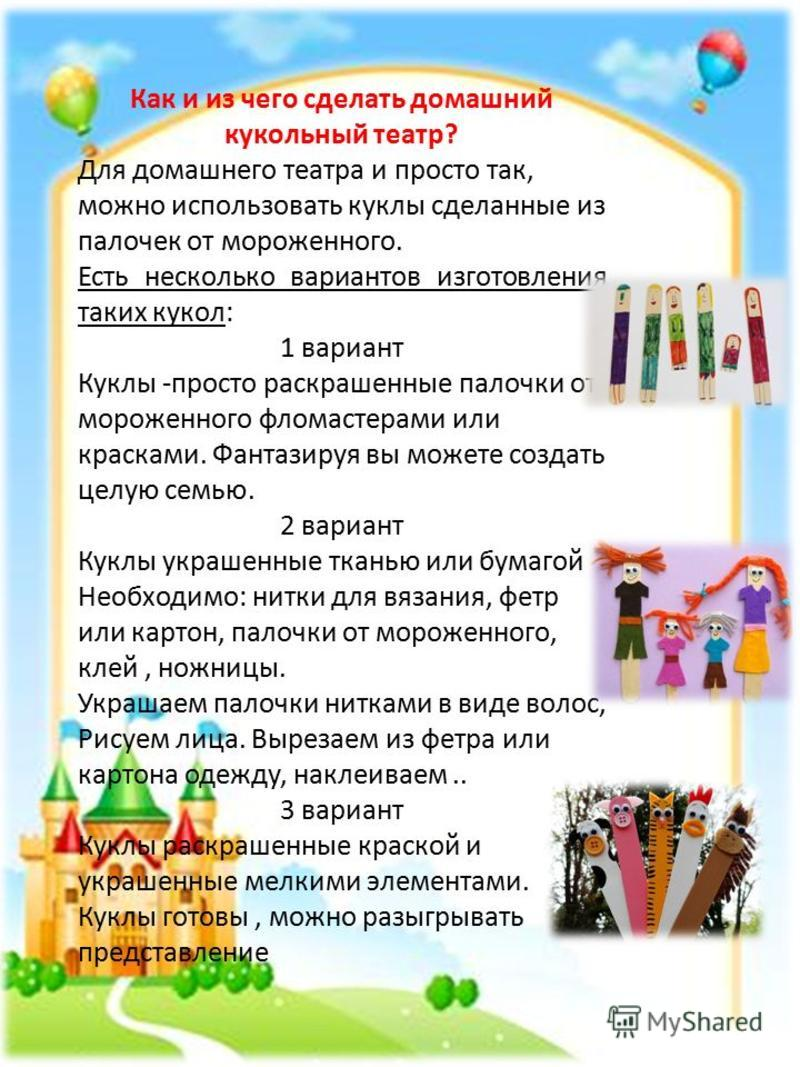 Как и из чего сделать домашний
кукольный театр?
Для домашнего театра и просто так,
можно использовать куклы сделанные из
палочек от мороженного.
Есть несколько вариантов изготовления
таких кукол:
1 вариант
Куклы -просто раскрашенные палочки от
мороженного фломастерами или
красками. Фантазируя вы можете создать
целую семью.
2 вариант
Куклы украшенные тканью или бумагой
Необходимо: нитки для вязания, фетр
или картон, палочки от мороженного,
клей , ножницы.
Украшаем палочки нитками в виде волос,
Рисуем лица. Вырезаем из фетра или
картона одежду, наклеиваем ..
3 вариант
Куклы раскрашенные краской и
украшенные мелкими элементами.
Куклы готовы , можно разыгрывать
представление
MyShared